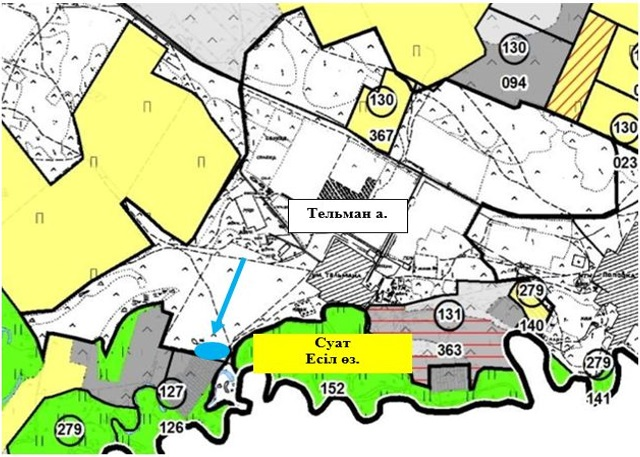 130
094
130
367
130
023
П
П
П
П
П
Тельман а.
279
140
131
363
Суат
Есіл өз.
279
141
127
126
152
279